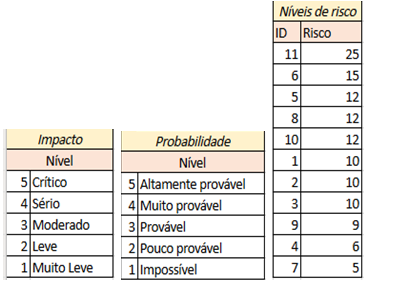 Níveis de risco
ID Risco
11 25
6 15
5 12
8 12
10 12
1 10
2 10
3 10
9 9
4 6
7 5
Impacto
Nível
5 Crítico
4 Sério
3 Moderado
2 Leve
1 Muito Leve
Probabilidade
Nível
5 Altamente provável
4 Muito provável
3 Provável
2 Pouco provável
1 Impossível